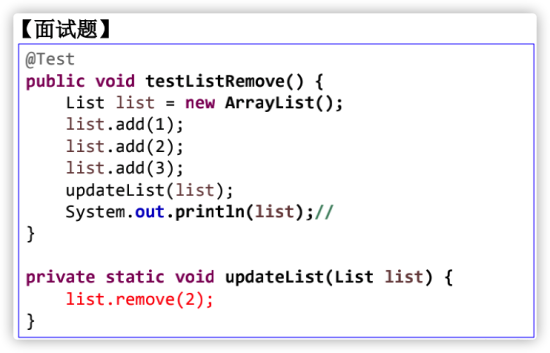 【面试题】
@Test
public void testListRemove() {
    List list = new ArrayList();
    list.add(1);
    list.add(2);
    list.add(3);
    updateList(list);
    System.out.println(list);//
}
private static void updateList(List list) {
    list.remove(2);
}